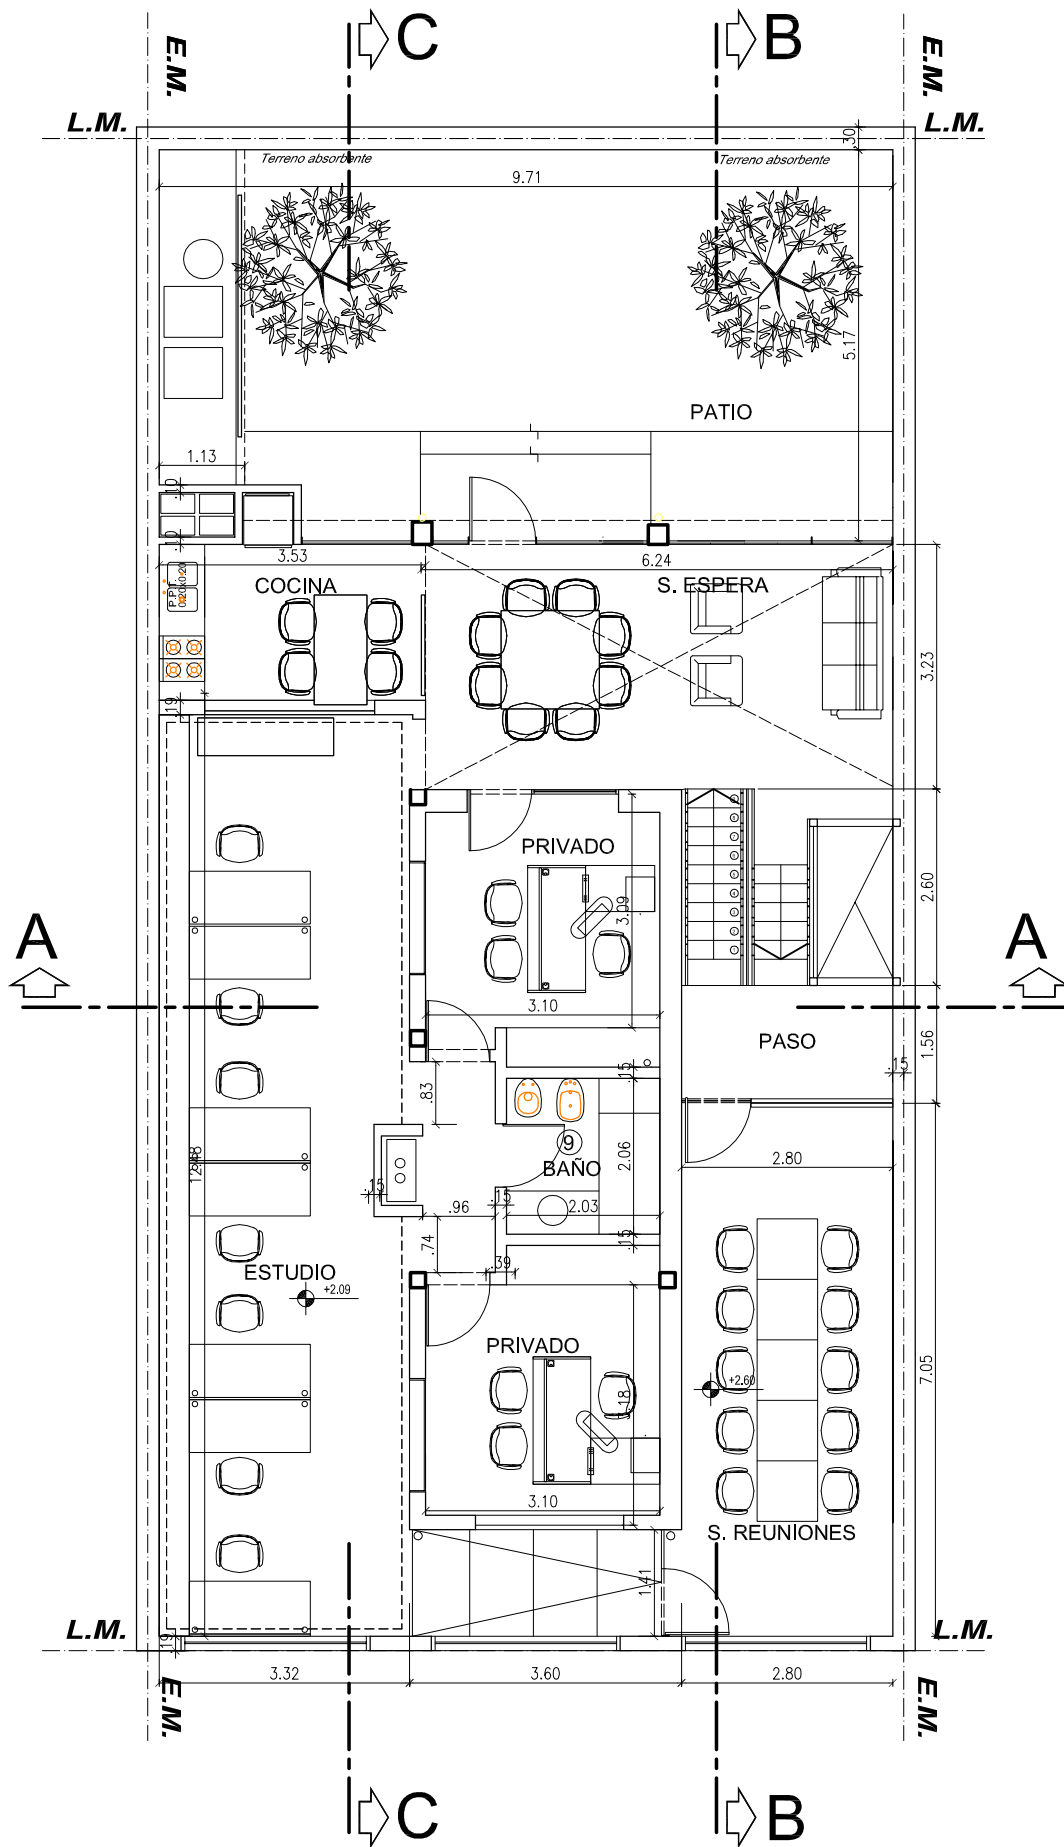 C
B
E.M.
E.M.
L.M.
L.M.
.30
Terreno absorbente
Terreno absorbente
9.71
5.17
PATIO
1.13
.10
.10
3.53
6.24
COCINA
S. ESPERA
P.P.T.
0.20x0.20
3.23
.19
PRIVADO
3.09
2.60
A
A
3.10
PASO
1.56
.15
.15
.83
9
BAÑO
2.06
2.80
.15
.96
.15
2.03
.74
.15
.39
ESTUDIO
+2.09
PRIVADO
+2.60
7.05
3.10
S. REUNIONES
1.41
L.M.
L.M.
.19
3.32
3.60
2.80
E.M.
E.M.
C
B